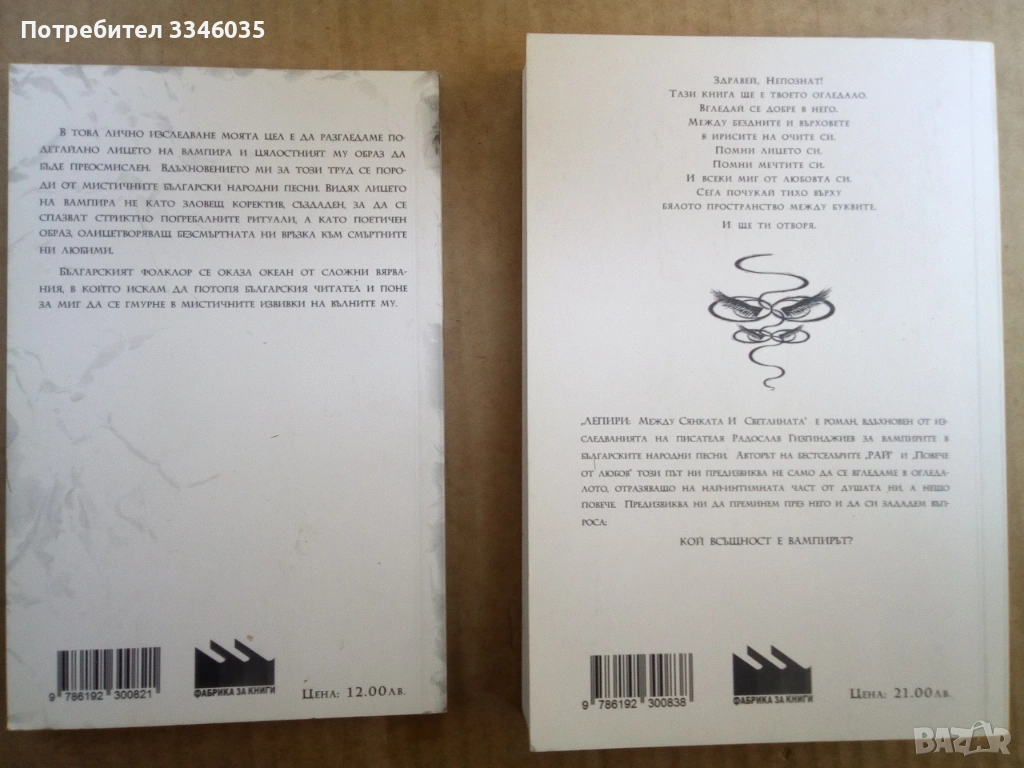 Потребител 3346035
В това лично изследване моята цел е да разгледаме по-
детайлно лицето на вампира и цялостният му образ да
бъде преосмислен. Вдъхновението ми за този труд се поро-
ди от мистичните български народни песни. Видях лицето
на вампира не като зловещ коректив, създаден, за да се
спазват стриктно погребалните ритуали, а като поетичен
образ, олицетворяващ безсмъртната ни връзка към смъртните
ни любими.
Българският фолклор се оказа океан от сложни вярва-
ния, в който искам да потопя българския читател и поне
за миг да се гмурне в мистичните извивки на вълните му.
9 786192 300821
ФАБРИКА ЗА КНИГИ
Цена: 12.00лв.
Здравей, Непознат!
Тази книга ще е твоето огледало.
Вгледай се добре в него.
Между бездните и върховете
в ирисите на очите си.
Помни лицето си.
Помни мечтите си.
И всеки миг от любовта си.
Сега почукай тихо върху
бялото пространство между буквите.
И ще ти отворя.
„ЛЕПИРИ: Между Сянката И Светлината" е роман, вдъхновен от из-
следванията на писателя Радослав Гизгинджиев за вампирите в
българските народни песни. Авторът на бестселърите „РАЙ" и „Повече
от любов" този път ни предизвиква не само да се вгледаме в огледа-
лото, отразяващо на най-интимната част от душата ни, а нещо
повече. Предизвиква ни да преминем през него и да си зададем въп-
роса:
КОЙ ВСЪЩНОСТ Е ВАМПИРЪТ?
9 786192 300838
ФАБРИКА ЗА КНИГИ
Цена: 21.00лв.
BAZAR